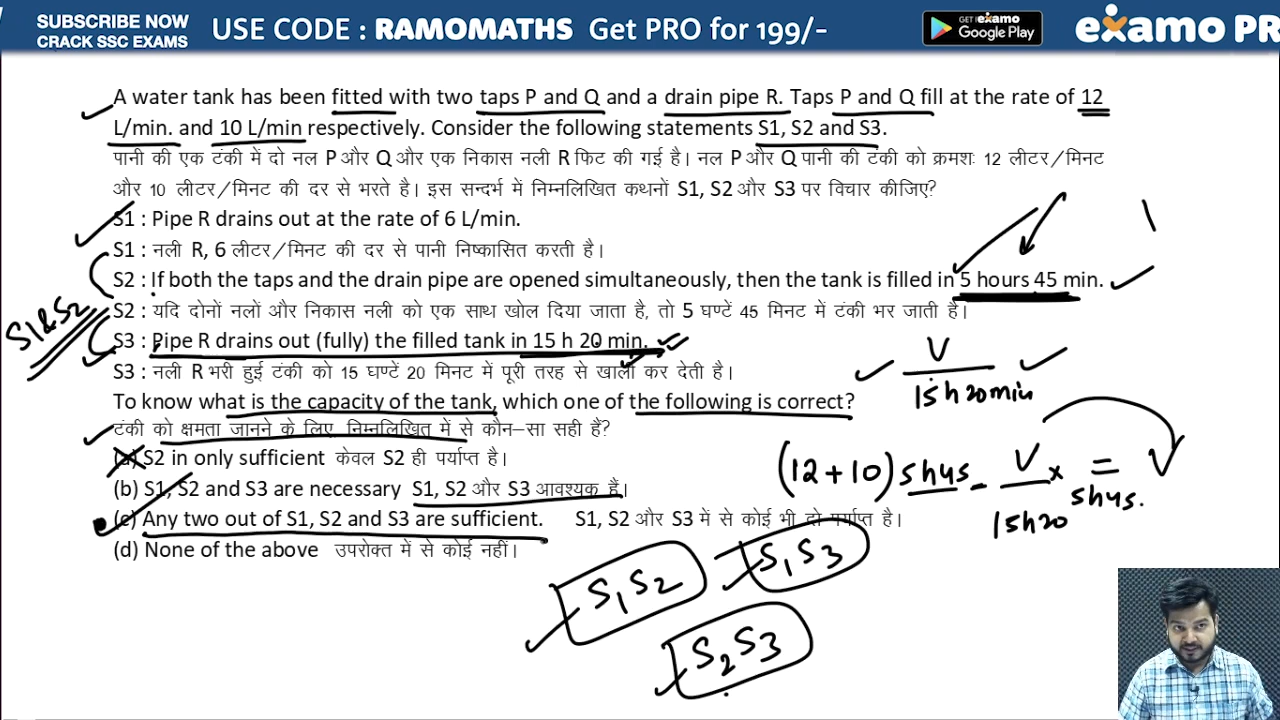 SUBSCRIBE NOW
CRACK SSC EXAMS
USE CODE : RAMOMATHS Get PRO for 199/-
GET IT examo
Google Play
examo PR
A water tank has been fitted with two taps P and Q and a drain pipe R. Taps P and Q fill at the rate of 12
L/min. and 10 L/min respectively. Consider the following statements S1, S2 and S3.
पानी की एक टंकी में दो नल P और Q और एक निकास नली R फिट की गई है। नल P और Q पानी की टंकी को क्रमशः 12 लीटर/मिनट
और 10 लीटर/मिनट की दर से भरते है। इस सन्दर्भ में निम्नलिखित कथनों S1, S2 और S3 पर विचार कीजिए?
S1 : Pipe R drains out at the rate of 6 L/min.
S1 : नली R, 6 लीटर/मिनट की दर से पानी निष्कासित करती है।
S2 : If both the taps and the drain pipe are opened simultaneously, then the tank is filled in 5 hours 45 min.
S2 : यदि दोनों नलों और निकास नली को एक साथ खोल दिया जाता है, तो 5 घण्टें 45 मिनट में टंकी भर जाती है।
S1 & S2
S3 : Pipe R drains out (fully) the filled tank in 15 h 20 min.
S3 : नली R भरी हुई टंकी को 15 घण्टें 20 मिनट में पूरी तरह से खाली कर देती है।
V
15h 20min
To know what is the capacity of the tank, which one of the following is correct?
टंकी को क्षमता जानने के लिए निम्नलिखित में से कौन–सा सही हैं?
(a) S2 in only sufficient केवल S2 ही पर्याप्त है।
(12+10) 5h45 - V/15h20 × 5h45. = V
(b) S1, S2 and S3 are necessary S1, S2 और S3 आवश्यक हैं।
(c) Any two out of S1, S2 and S3 are sufficient. S1, S2 और S3 में से कोई भी दो पर्याप्त है।
(d) None of the above उपरोक्त में से कोई नहीं।
S1S2 S1S3
S2S3